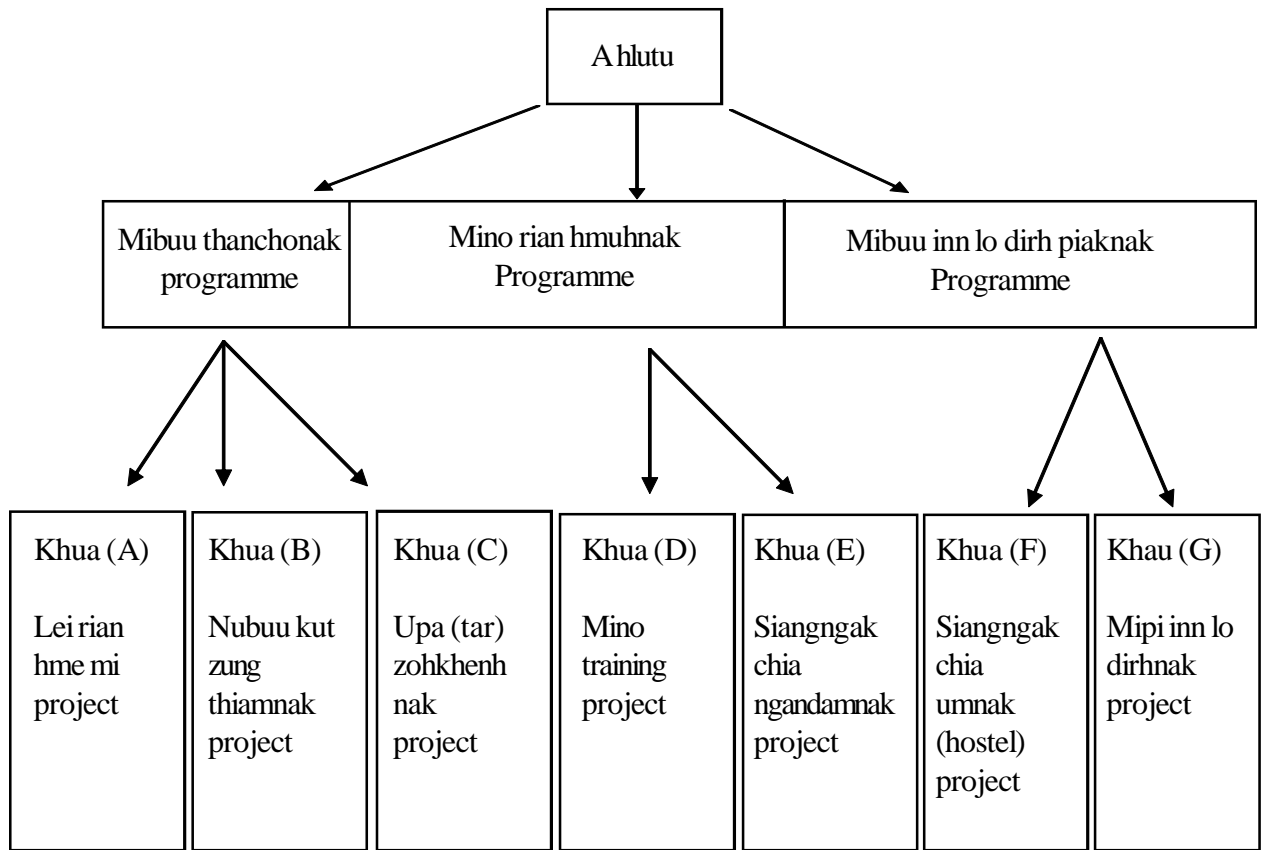 Ahlutu
Mibuu thanchonak
programme
Mino rian hmuhnak
Programme
Mibuu inn lo dirh piaknak
Programme
Khua (A)
Lei rian
hme mi
project
Khua (B)
Nubuu kut
zung
thiamnak
project
Khua (C)
Upa (tar)
zohkhenh
nak
project
Khua (D)
Mino
training
project
Khua (E)
Siangngak
chia
ngandamnak
project
Khua (F)
Siangngak
chia
umnak
(hostel)
project
Khau (G)
Mipi inn lo
dirhnak
project